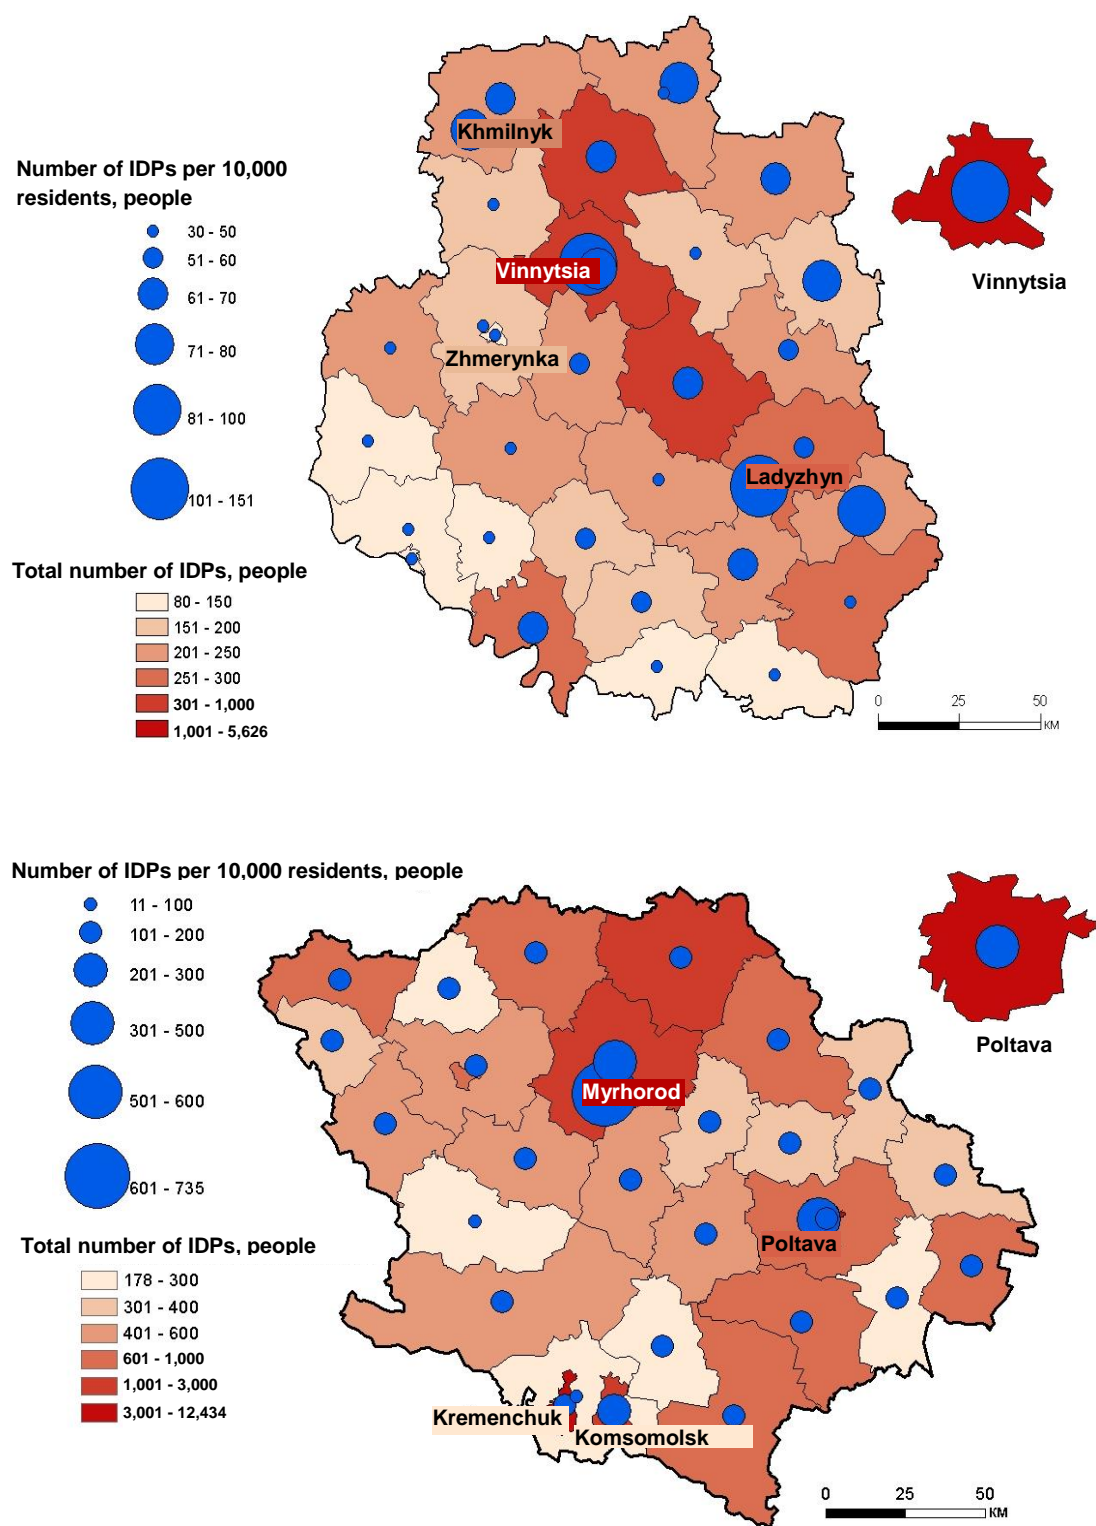 Khmilnyk
Number of IDPs per 10,000
residents, people
30 - 50
51 - 60
61 - 70
71 - 80
81 - 100
101 - 151
Vinnytsia
Vinnytsia
Zhmerynka
Ladyzhyn
Total number of IDPs, people
80 - 150
151 - 200
201 - 250
251 - 300
301 - 1,000
1,001 - 5,626
0 25 50
КМ
Number of IDPs per 10,000 residents, people
11 - 100
101 - 200
201 - 300
301 - 500
501 - 600
601 - 735
Poltava
Myrhorod
Poltava
Total number of IDPs, people
178 - 300
301 - 400
401 - 600
601 - 1,000
1,001 - 3,000
3,001 - 12,434
Kremenchuk
Komsomolsk
0 25 50
КМ